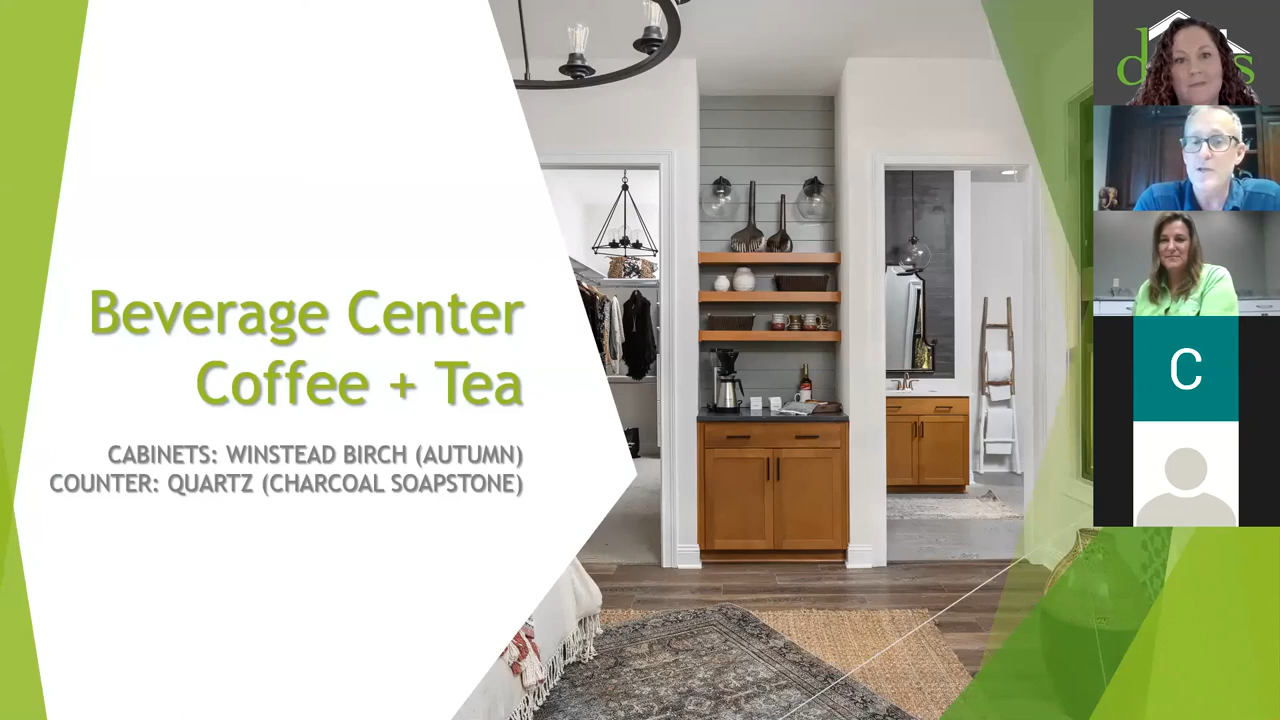 Beverage Center
Coffee + Tea
CABINETS: WINSTEAD BIRCH (AUTUMN)
COUNTER: QUARTZ (CHARCOAL SOAPSTONE)
C